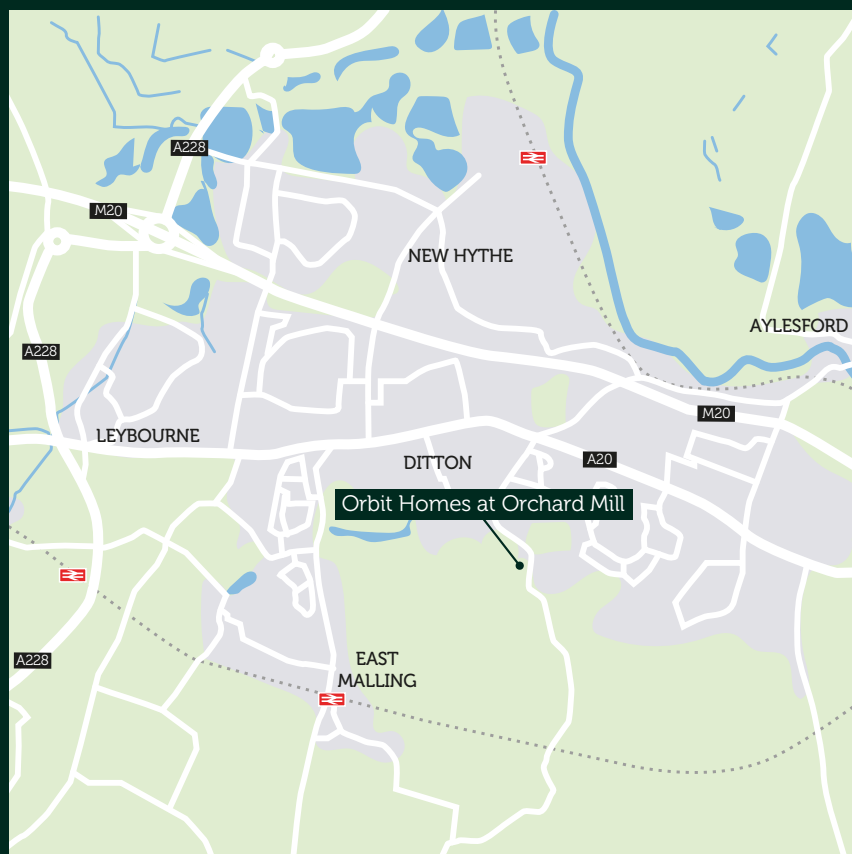 A228
M20
NEW HYTHE
AYLESFORD
A228
M20
LEYBOURNE
DITTON
A20
Orbit Homes at Orchard Mill
EAST
MALLING
A228